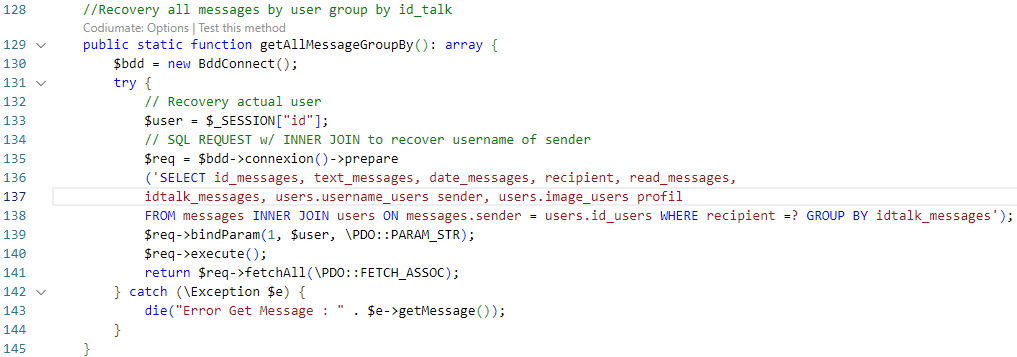 128 //Recovery all messages by user group by id_talk
Codiumate: Options | Test this method
129 public static function getAllMessageGroupBy(): array {
130 $bdd = new BddConnect();
131 try {
132 // Recovery actual user
133 $user = $_SESSION["id"];
134 // SQL REQUEST w/ INNER JOIN to recover username of sender
135 $req = $bdd->connexion()->prepare
136 ('SELECT id_messages, text_messages, date_messages, recipient, read_messages,
137 idtalk_messages, users.username_users sender, users.image_users profil
138 FROM messages INNER JOIN users ON messages.sender = users.id_users WHERE recipient =? GROUP BY idtalk_messages');
139 $req->bindParam(1, $user, \PDO::PARAM_STR);
140 $req->execute();
141 return $req->fetchAll(\PDO::FETCH_ASSOC);
142 } catch (\Exception $e) {
143 die("Error Get Message : " . $e->getMessage());
144 }
145 }